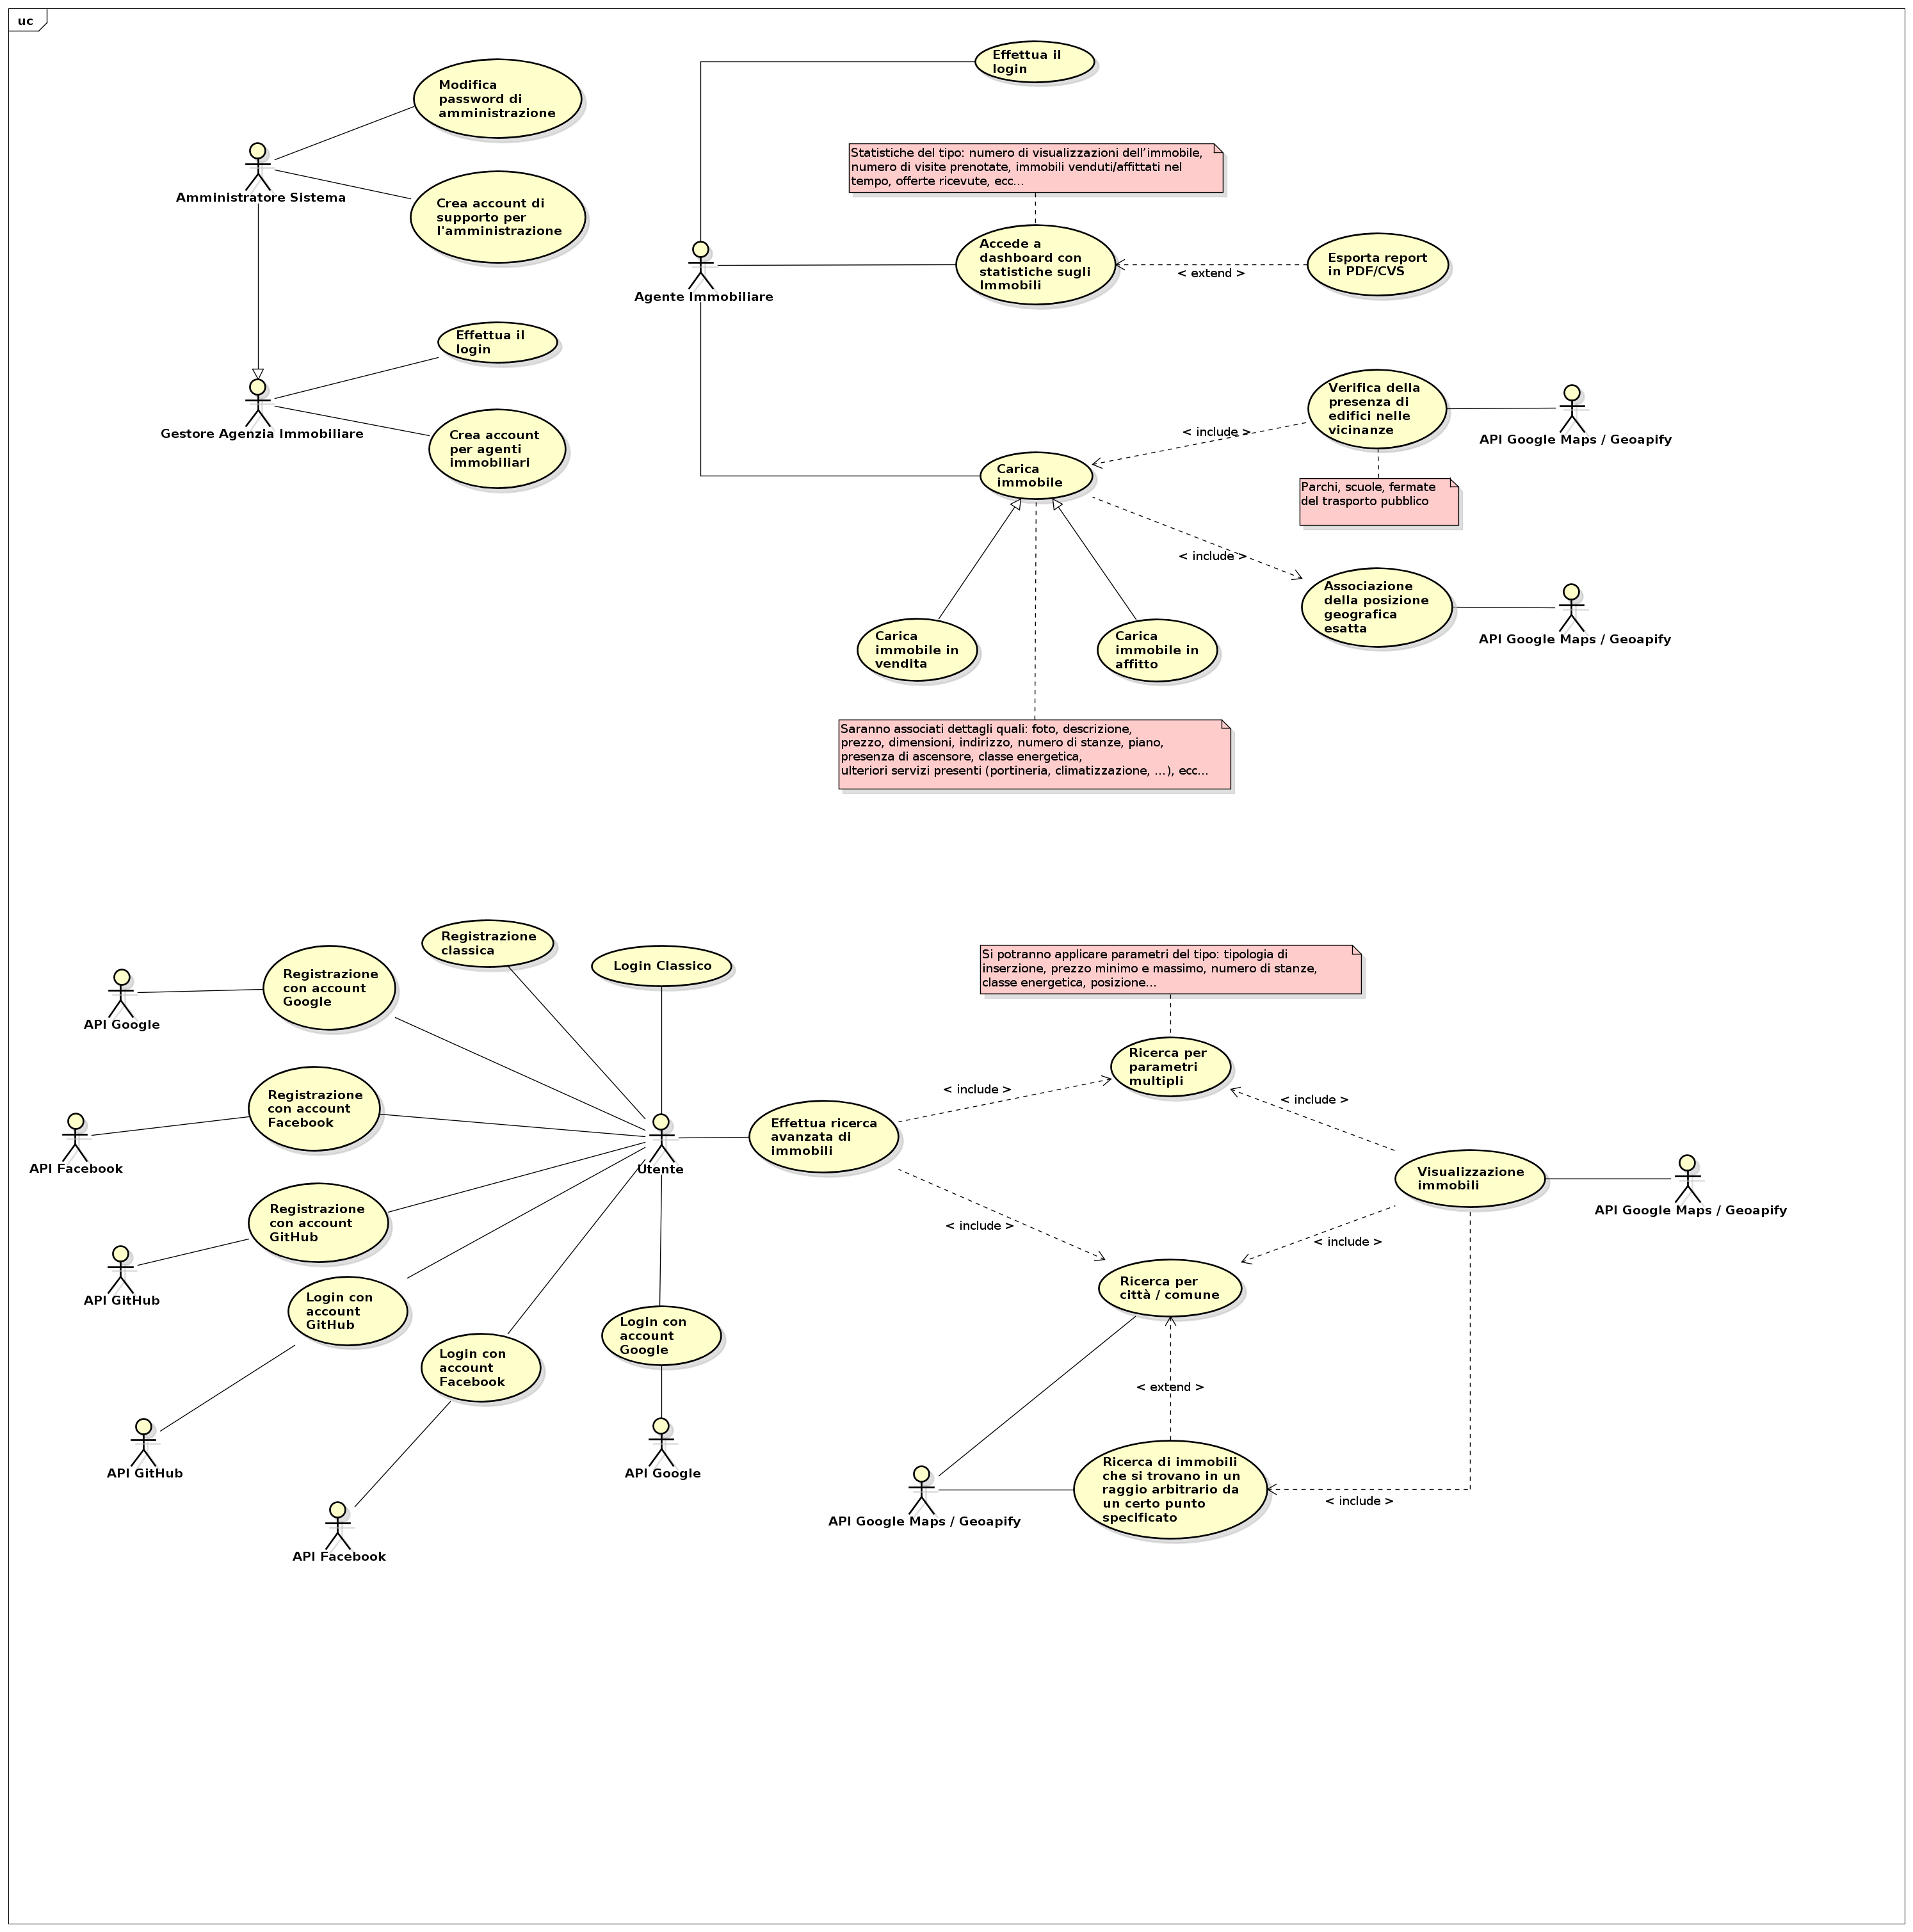 uc
Modifica
password di
amministrazione
Amministratore Sistema
Crea account di
supporto per
l'amministrazione
Effettua il
login
Gestore Agenzia Immobiliare
Crea account
per agenti
immobiliari
Effettua il
login
Statistiche del tipo: numero di visualizzazioni dell’immobile,
numero di visite prenotate, immobili venduti/affittati nel
tempo, offerte ricevute, ecc...
Agente Immobiliare
Accede a
dashboard con
statistiche sugli
Immobili
< extend >
Esporta report
in PDF/CVS
Verifica della
presenza di
edifici nelle
vicinanze
API Google Maps / Geoapify
< include >
Carica
immobile
Parchi, scuole, fermate
del trasporto pubblico
< include >
Associazione
della posizione
geografica
esatta
API Google Maps / Geoapify
Carica
immobile in
vendita
Carica
immobile in
affitto
Saranno associati dettagli quali: foto, descrizione,
prezzo, dimensioni, indirizzo, numero di stanze, piano,
presenza di ascensore, classe energetica,
ulteriori servizi presenti (portineria, climatizzazione, ...), ecc...
Registrazione
classica
Login Classico
Registrazione
con account
Google
API Google
Registrazione
con account
Facebook
API Facebook
Registrazione
con account
GitHub
API GitHub
Login con
account
GitHub
API GitHub
Login con
account
Facebook
API Facebook
Login con
account
Google
API Google
Utente
Effettua ricerca
avanzata di
immobili
Si potranno applicare parametri del tipo: tipologia di
inserzione, prezzo minimo e massimo, numero di stanze,
classe energetica, posizione...
Ricerca per
parametri
multipli
< include >
< include >
Visualizzazione
immobili
API Google Maps / Geoapify
< include >
< include >
Ricerca per
città / comune
< extend >
Ricerca di immobili
che si trovano in un
raggio arbitrario da
un certo punto
specificato
< include >
API Google Maps / Geoapify